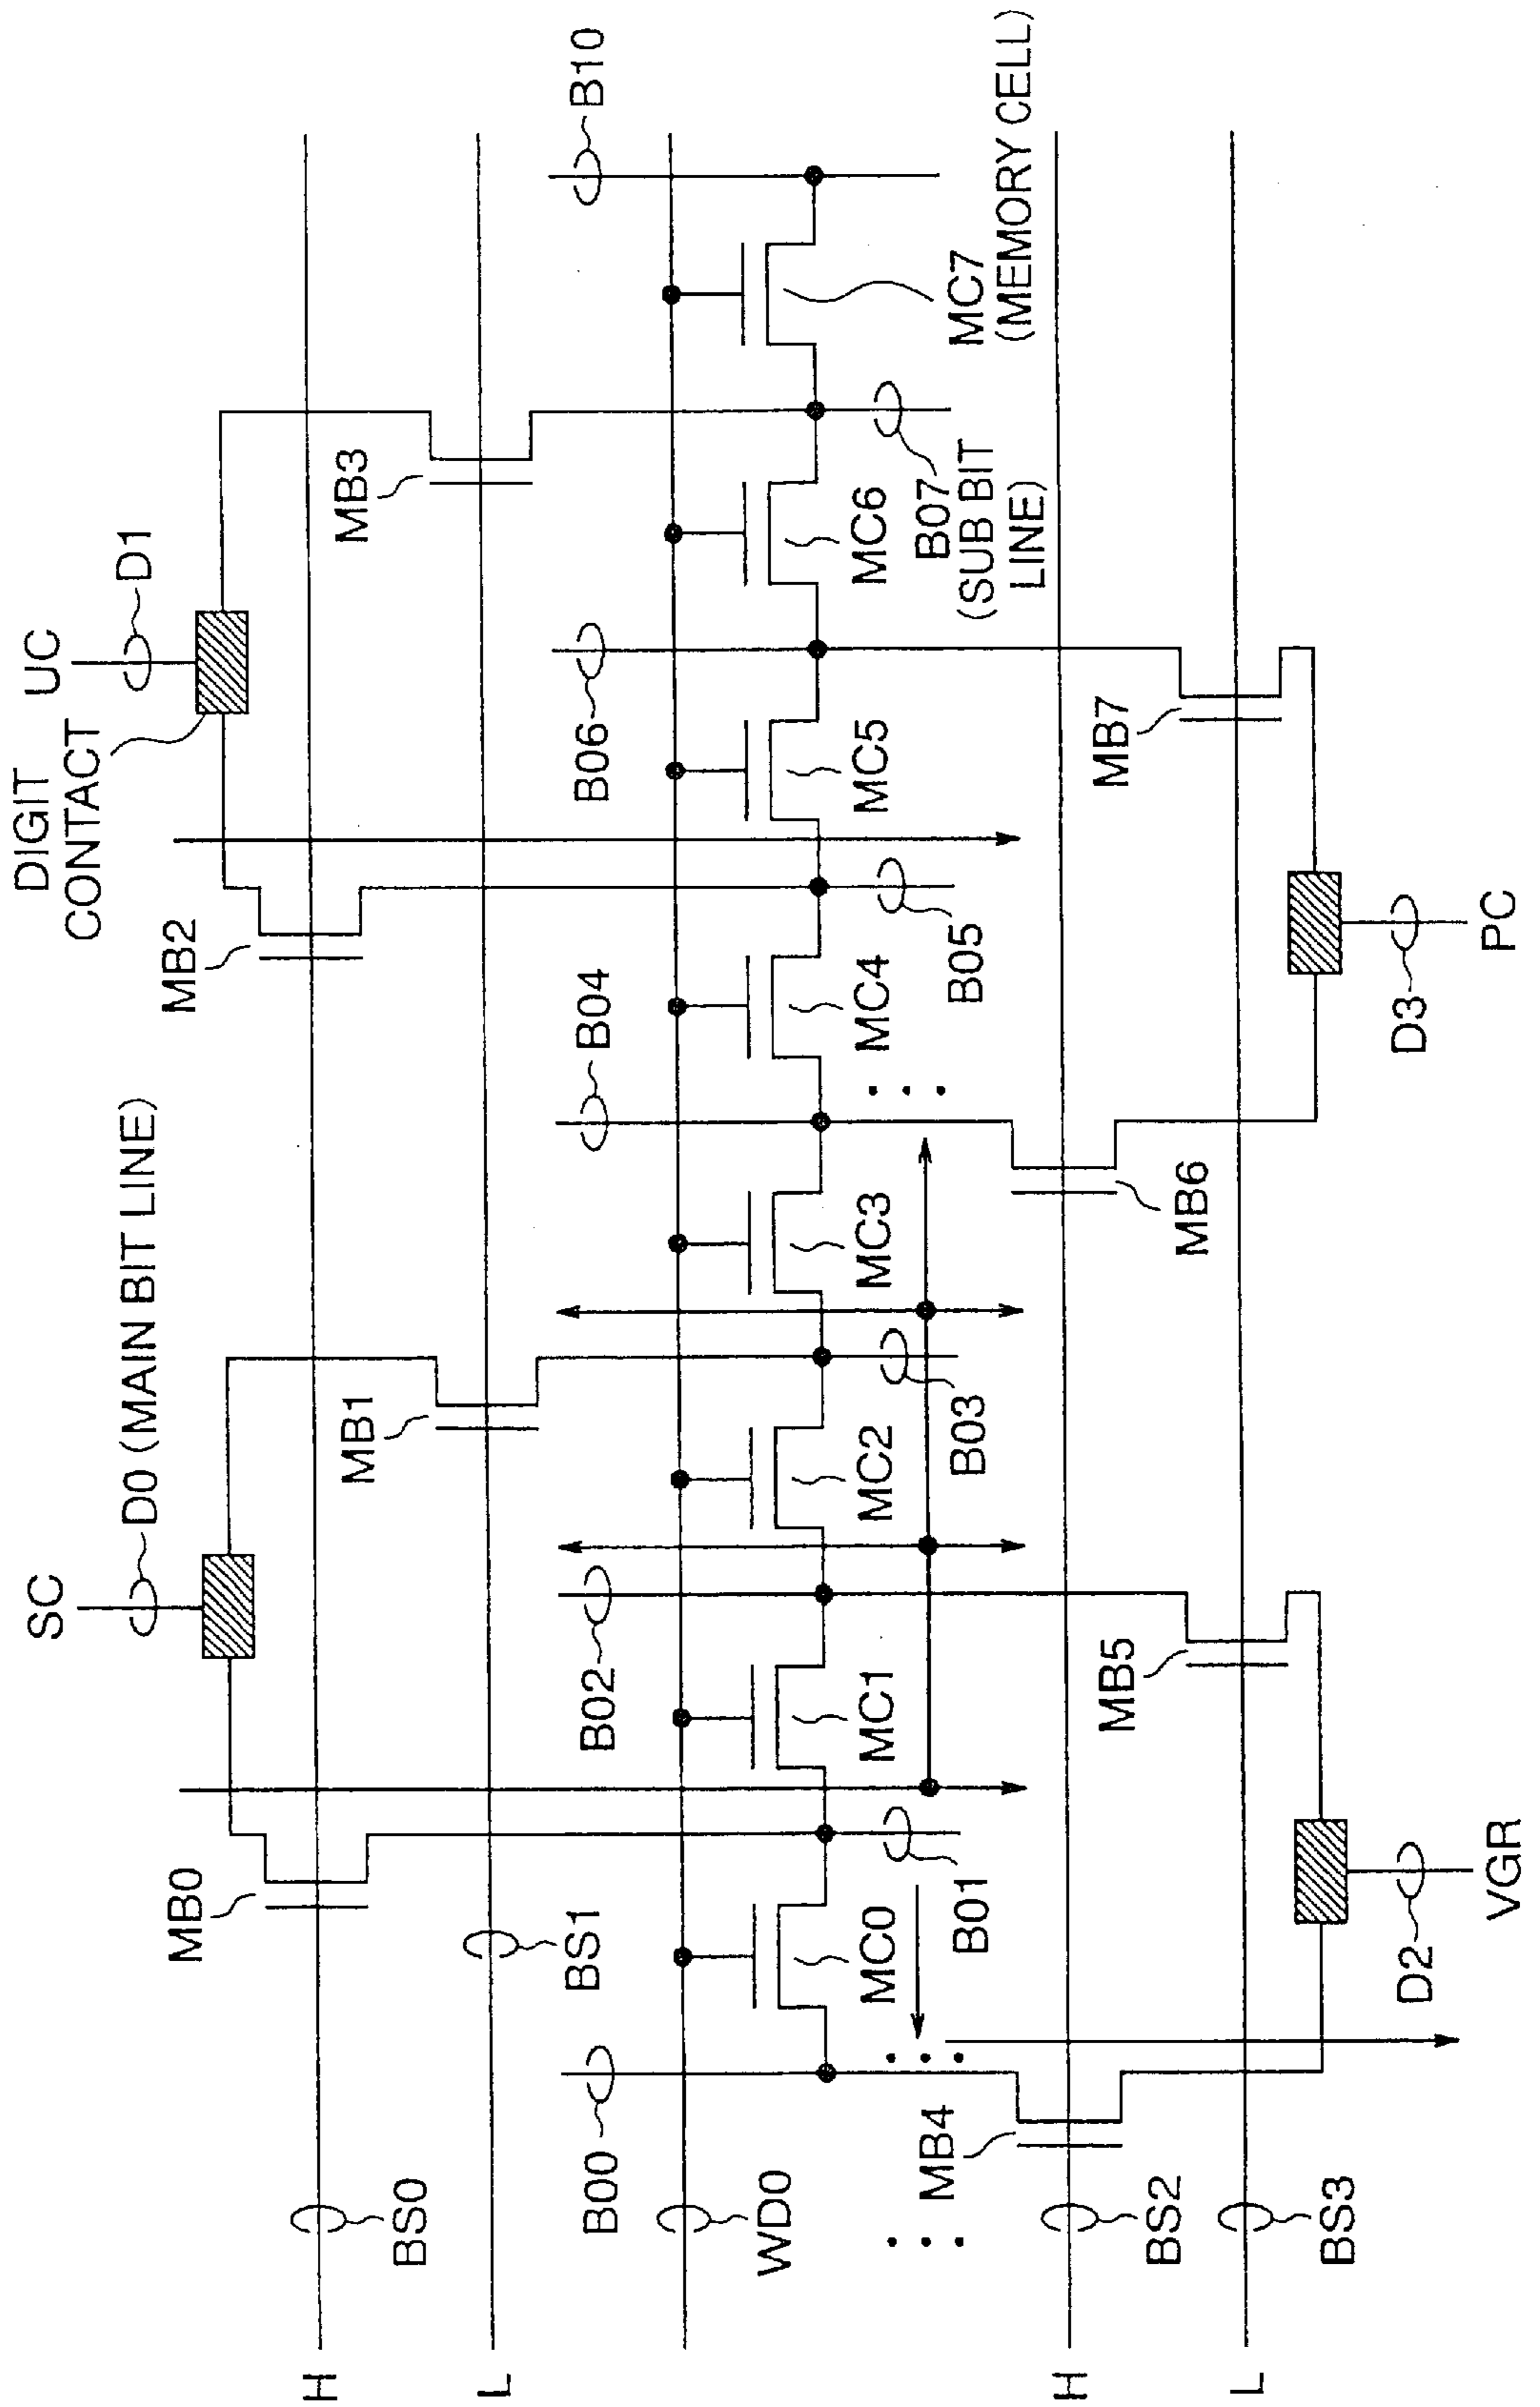 SC
UC
DIGIT
CONTACT
D0 (MAIN BIT LINE)
D1
MB0
MB2
MB1
MB3
H
BS0
L
BS1
B00
B02
B04
B06
B10
WD0
MC0
MC1
MC2
MC3
MC4
MC5
MC6
MC7
(MEMORY CELL)
B01
B03
B05
B07
(SUB BIT
LINE)
MB4
MB5
MB6
MB7
H
BS2
L
BS3
D2
D3
VGR
PC